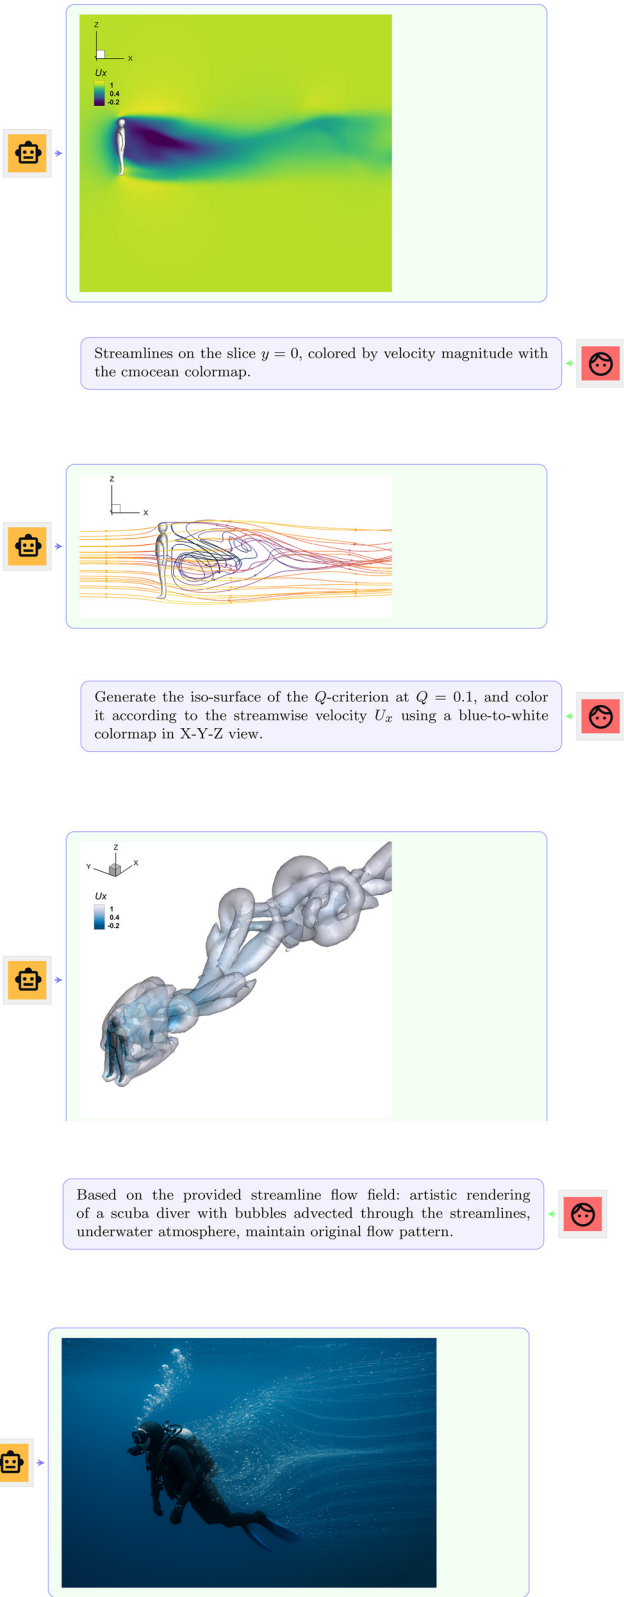 Z
X
Ux
1
0.4
-0.2
Streamlines on the slice y = 0, colored by velocity magnitude with
the cmocean colormap.
Z
X
Generate the iso-surface of the Q-criterion at Q = 0.1, and color
it according to the streamwise velocity Ux using a blue-to-white
colormap in X-Y-Z view.
Z
Y X
Ux
1
0.4
-0.2
Based on the provided streamline flow field: artistic rendering
of a scuba diver with bubbles advected through the streamlines,
underwater atmosphere, maintain original flow pattern.